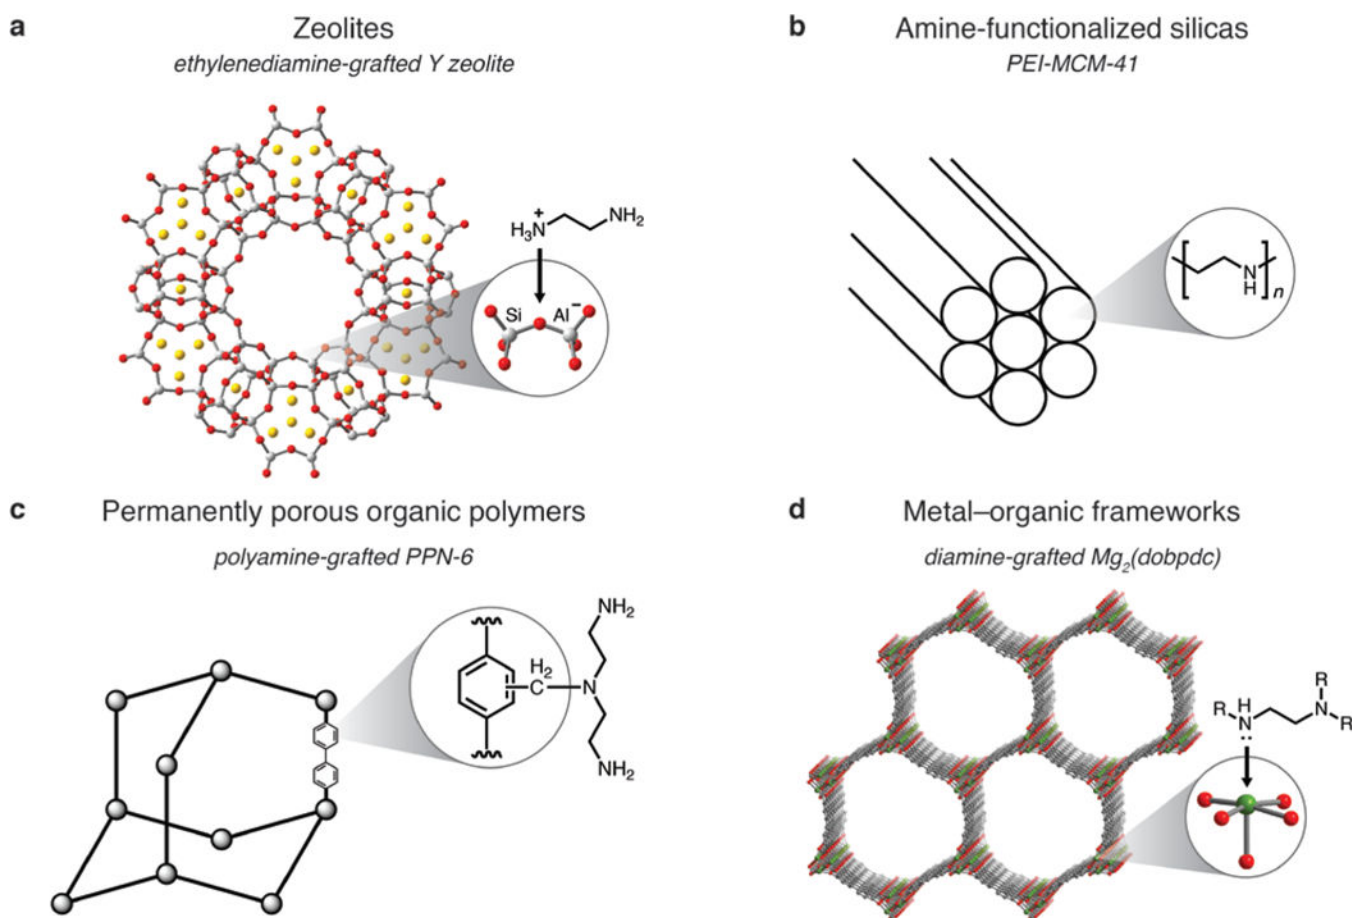 a
Zeolites
ethylenediamine-grafted Y zeolite
NH2
+
H3N
Si
Al−
b
Amine-functionalized silicas
PEI-MCM-41
N
H
n
c
Permanently porous organic polymers
polyamine-grafted PPN-6
NH2
H2
C
N
NH2
d
Metal–organic frameworks
diamine-grafted Mg2(dobpdc)
R
H
R
N
N
R